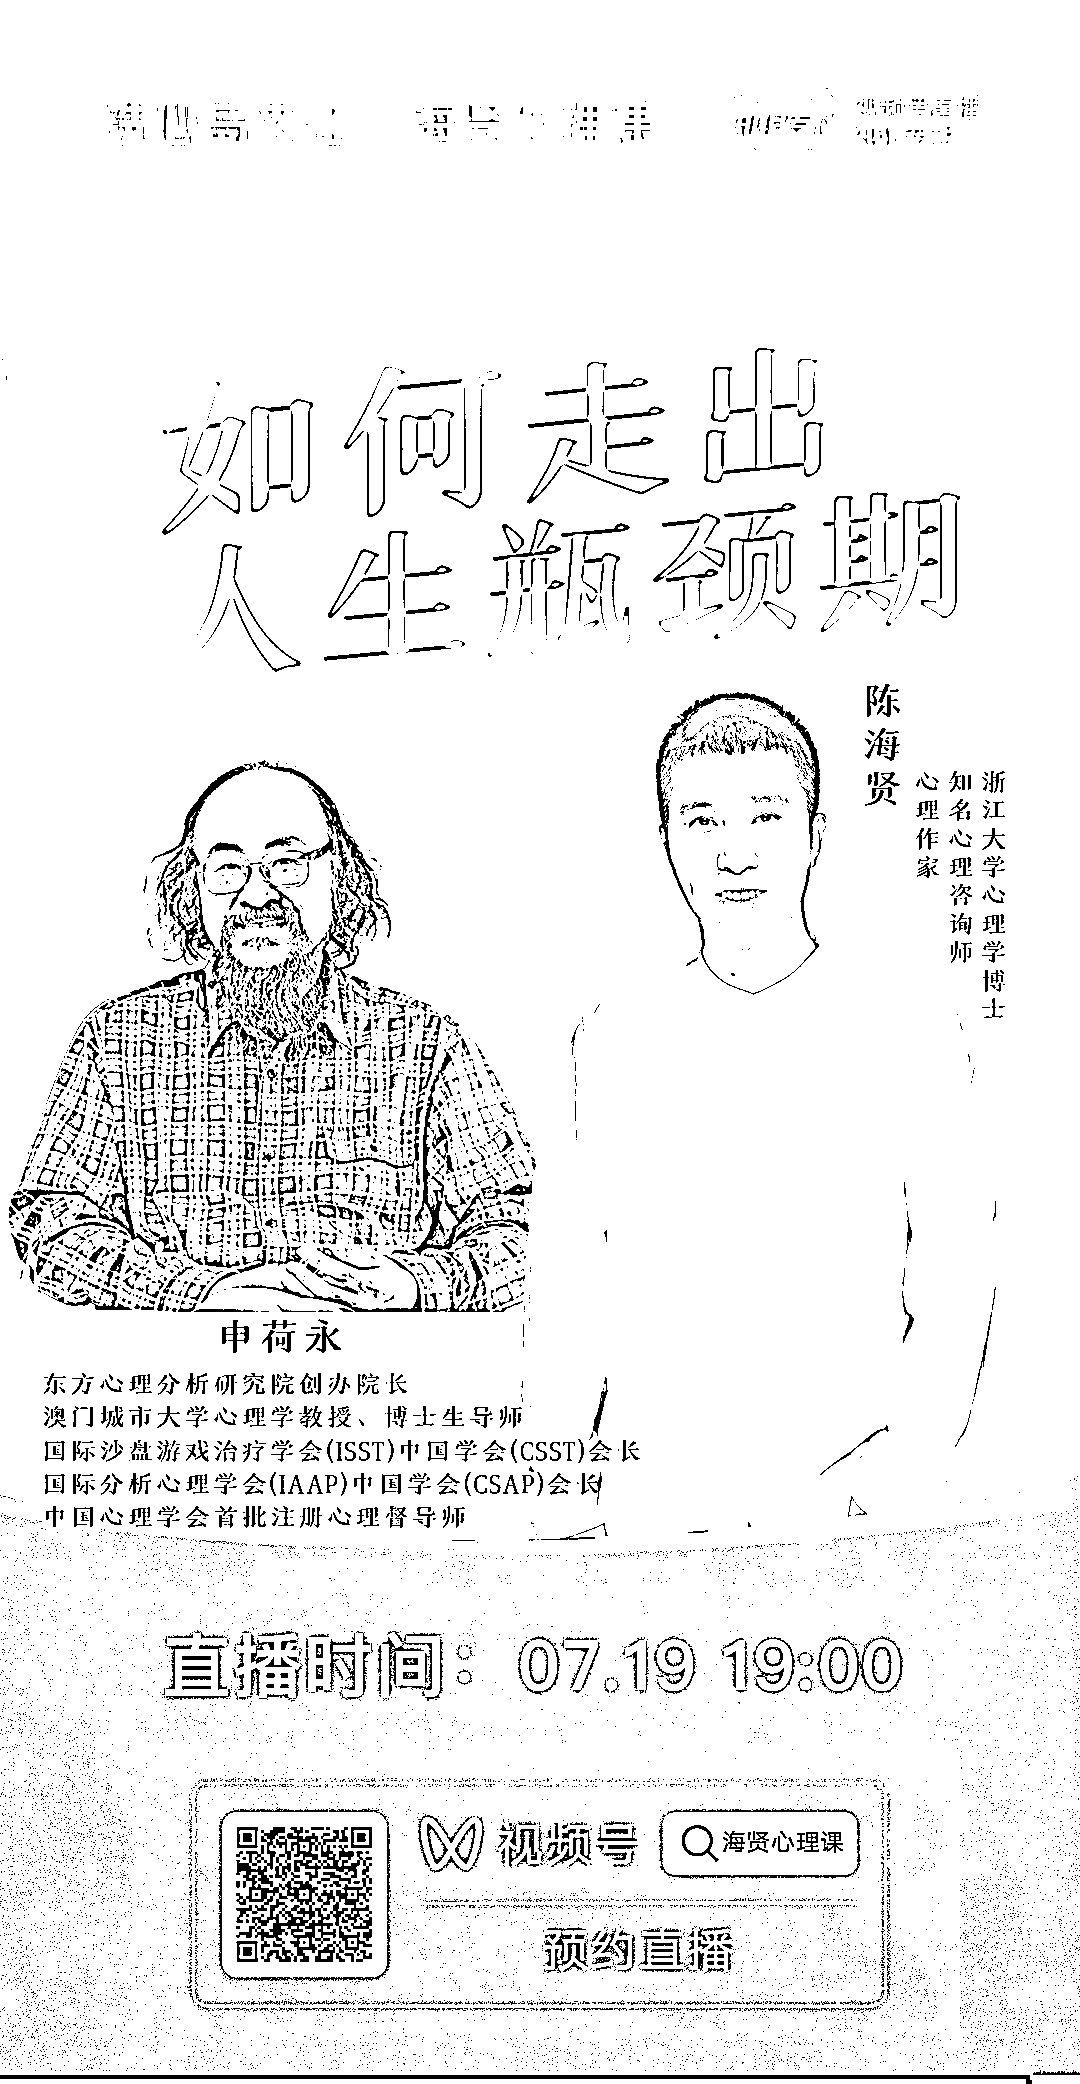 如何走出
人生瓶颈期
陈海贤
浙江大学心理学博士
知名心理咨询师
心理作家
申荷永
东方心理分析研究院创办院长
澳门城市大学心理学教授、博士生导师
国际沙盘游戏治疗学会(ISST)中国学会(CSST)会长
国际分析心理学会(IAAP)中国学会(CSAP)会长
中国心理学会首批注册心理督导师
直播时间：07.19 19:00
视频号
海贤心理课
预约直播